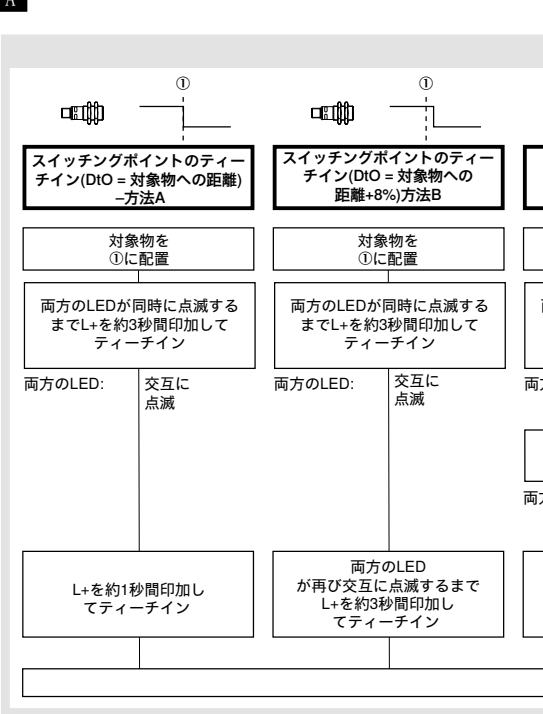 A
①
スイッチングポイントのティー
チイン(DtO = 対象物への距離)
–方法A
対象物を
①に配置
両方のLEDが同時に点滅する
までL+を約3秒間印加して
ティーチイン
両方のLED:
交互に
点滅
L+を約1秒間印加し
てティーチイン
①
スイッチングポイントのティー
チイン(DtO = 対象物への
距離+8%)方法B
対象物を
①に配置
両方のLEDが同時に点滅する
までL+を約3秒間印加して
ティーチイン
両方のLED:
交互に
点滅
両方のLED
が再び交互に点滅するまで
L+を約3秒間印加し
てティーチイン